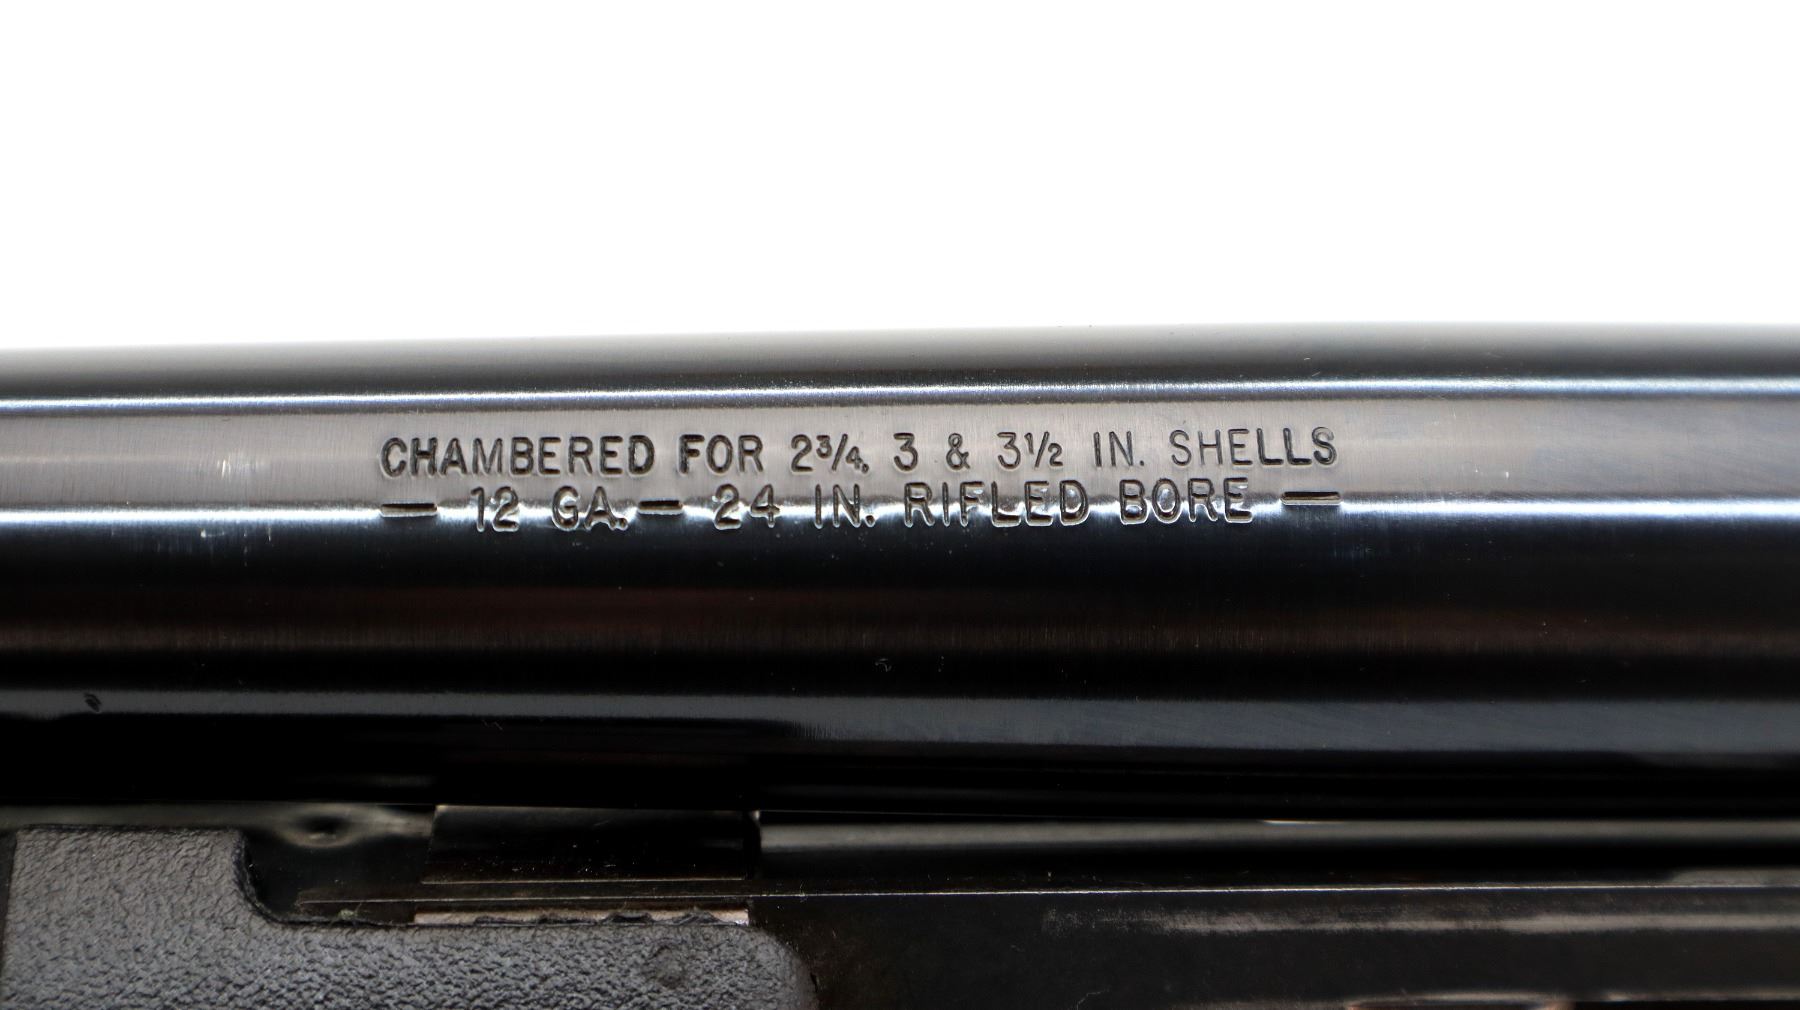 CHAMBERED FOR 2¾, 3 & 3½ IN. SHELLS
— 12 GA. — 24 IN. RIFLED BORE —